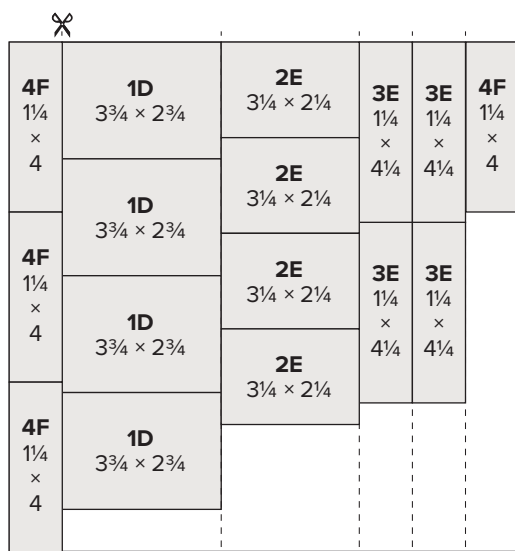 4F
1¼
×
4
4F
1¼
×
4
4F
1¼
×
4
1D
3¾ × 2¾
1D
3¾ × 2¾
1D
3¾ × 2¾
1D
3¾ × 2¾
2E
3¼ × 2¼
2E
3¼ × 2¼
2E
3¼ × 2¼
2E
3¼ × 2¼
3E
1¼
×
4¼
3E
1¼
×
4¼
3E
1¼
×
4¼
3E
1¼
×
4¼
4F
1¼
×
4